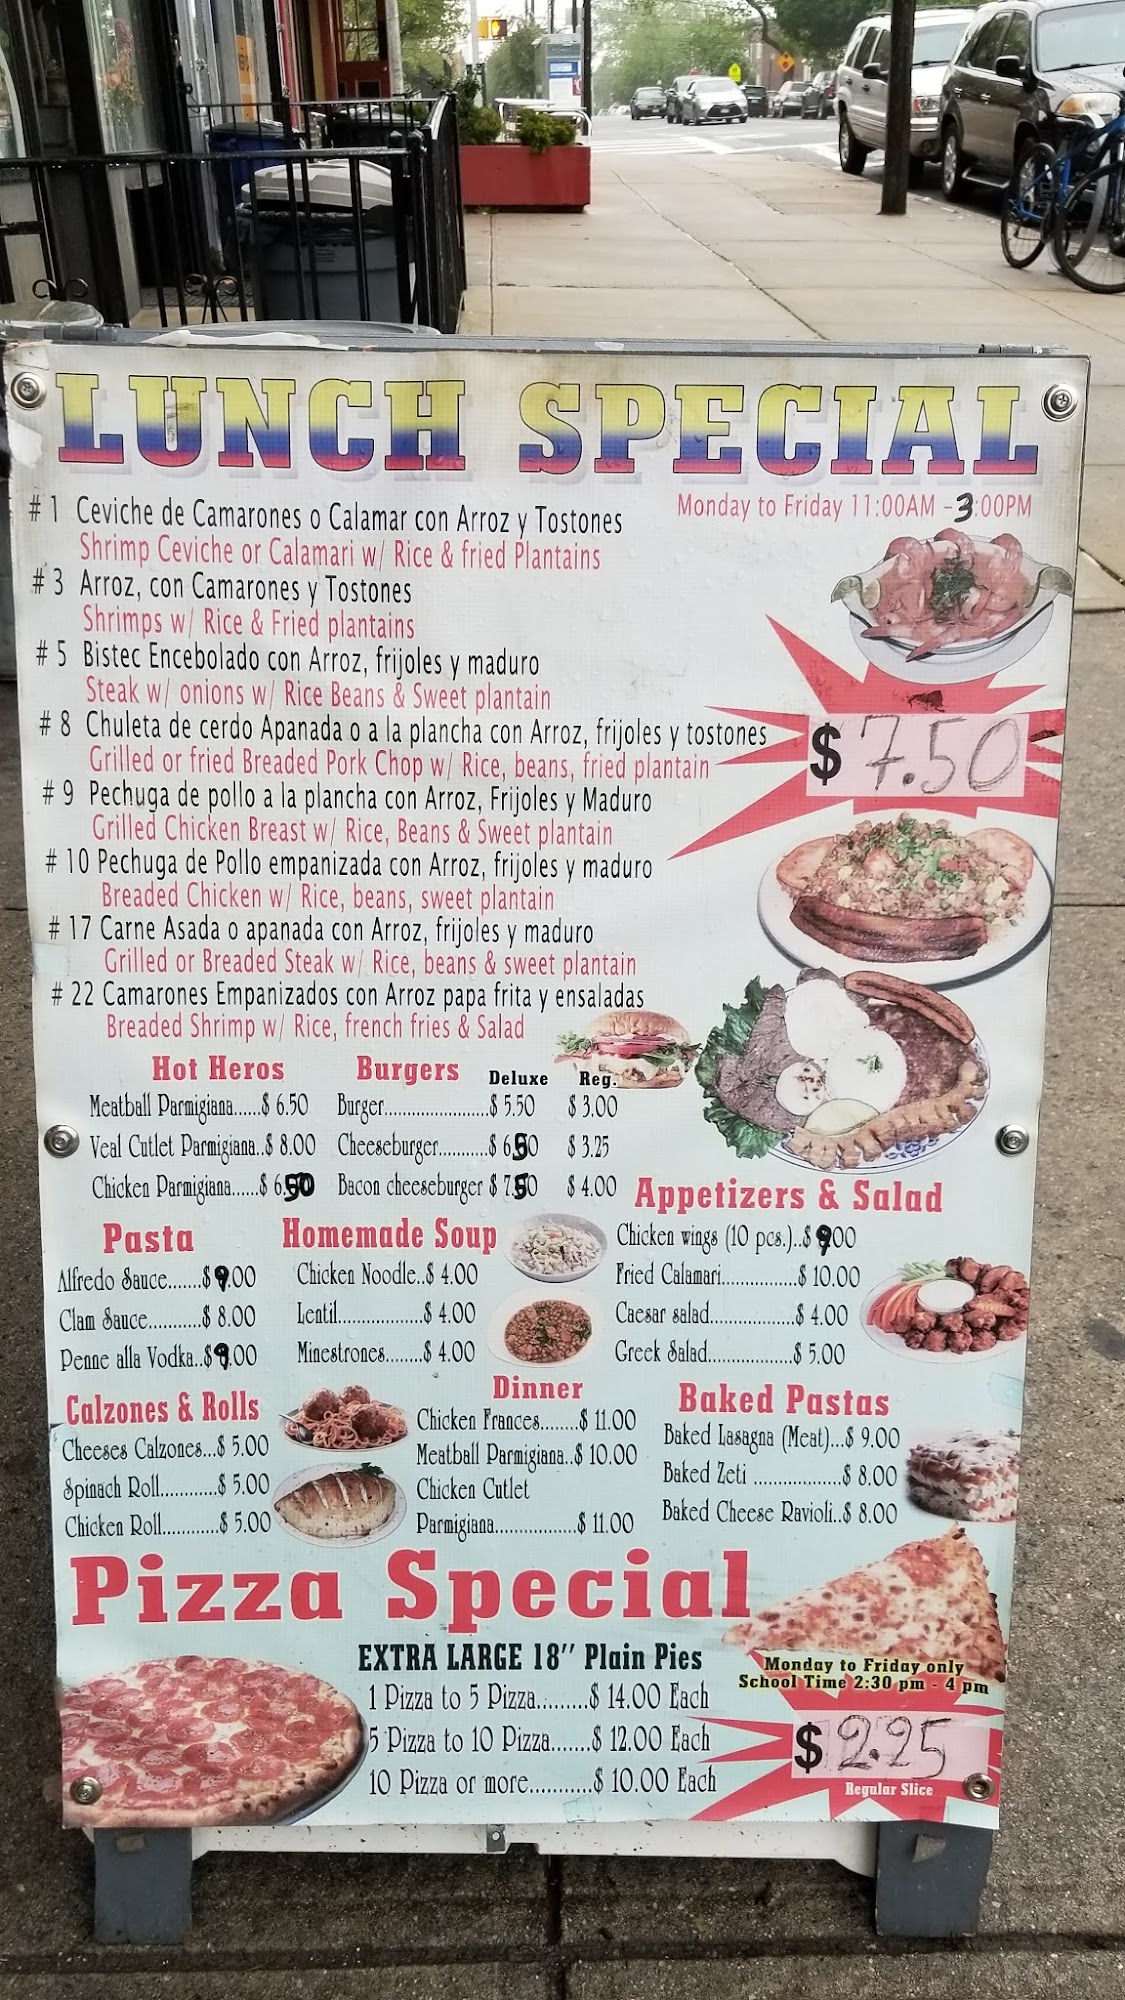 LUNCH SPECIAL
Monday to Friday 11:00AM - 3:00PM
# 1 Ceviche de Camarones o Calamar con Arroz y Tostones
Shrimp Ceviche or Calamari w/ Rice & fried Plantains
# 3 Arroz, con Camarones y Tostones
Shrimps w/ Rice & Fried plantains
# 5 Bistec Encebolado con Arroz, frijoles y maduro
Steak w/ onions w/ Rice Beans & Sweet plantain
# 8 Chuleta de cerdo Apanada o a la plancha con Arroz, frijoles y tostones
Grilled or fried Breaded Pork Chop w/ Rice, beans, fried plantain
$ 7.50
# 9 Pechuga de pollo a la plancha con Arroz, Frijoles y Maduro
Grilled Chicken Breast w/ Rice, Beans & Sweet plantain
# 10 Pechuga de Pollo empanizada con Arroz, frijoles y maduro
Breaded Chicken w/ Rice, beans, sweet plantain
# 17 Carne Asada o apanada con Arroz, frijoles y maduro
Grilled or Breaded Steak w/ Rice, beans & sweet plantain
# 22 Camarones Empanizados con Arroz papa frita y ensaladas
Breaded Shrimp w/ Rice, french fries & Salad
Hot Heros
Meatball Parmigiana......$ 6.50
Veal Cutlet Parmigiana..$ 8.00
Chicken Parmigiana......$ 6.50
Burgers Deluxe Reg.
Burger.......................$ 5.50 $ 3.00
Cheeseburger...........$ 6.50 $ 3.25
Bacon cheeseburger $ 7.50 $ 4.00
Appetizers & Salad
Chicken wings (10 pcs.)..$ 9.00
Fried Calamari...............$ 10.00
Caesar salad..................$ 4.00
Greek Salad..................$ 5.00
Pasta
Alfredo Sauce.......$ 9.00
Clam Sauce...........$ 8.00
Penne alla Vodka..$ 9.00
Homemade Soup
Chicken Noodle..$ 4.00
Lentil..................$ 4.00
Minestrones........$ 4.00
Calzones & Rolls
Cheeses Calzones...$ 5.00
Spinach Roll............$ 5.00
Chicken Roll............$ 5.00
Dinner
Chicken Frances........$ 11.00
Meatball Parmigiana..$ 10.00
Chicken Cutlet
Parmigiana.................$ 11.00
Baked Pastas
Baked Lasagna (Meat)...$ 9.00
Baked Zeti ..................$ 8.00
Baked Cheese Ravioli..$ 8.00
Pizza Special
EXTRA LARGE 18'' Plain Pies
1 Pizza to 5 Pizza.........$ 14.00 Each
5 Pizza to 10 Pizza.......$ 12.00 Each
10 Pizza or more...........$ 10.00 Each
Monday to Friday only
School Time 2:30 pm - 4 pm
$ 2.25
Regular Slice